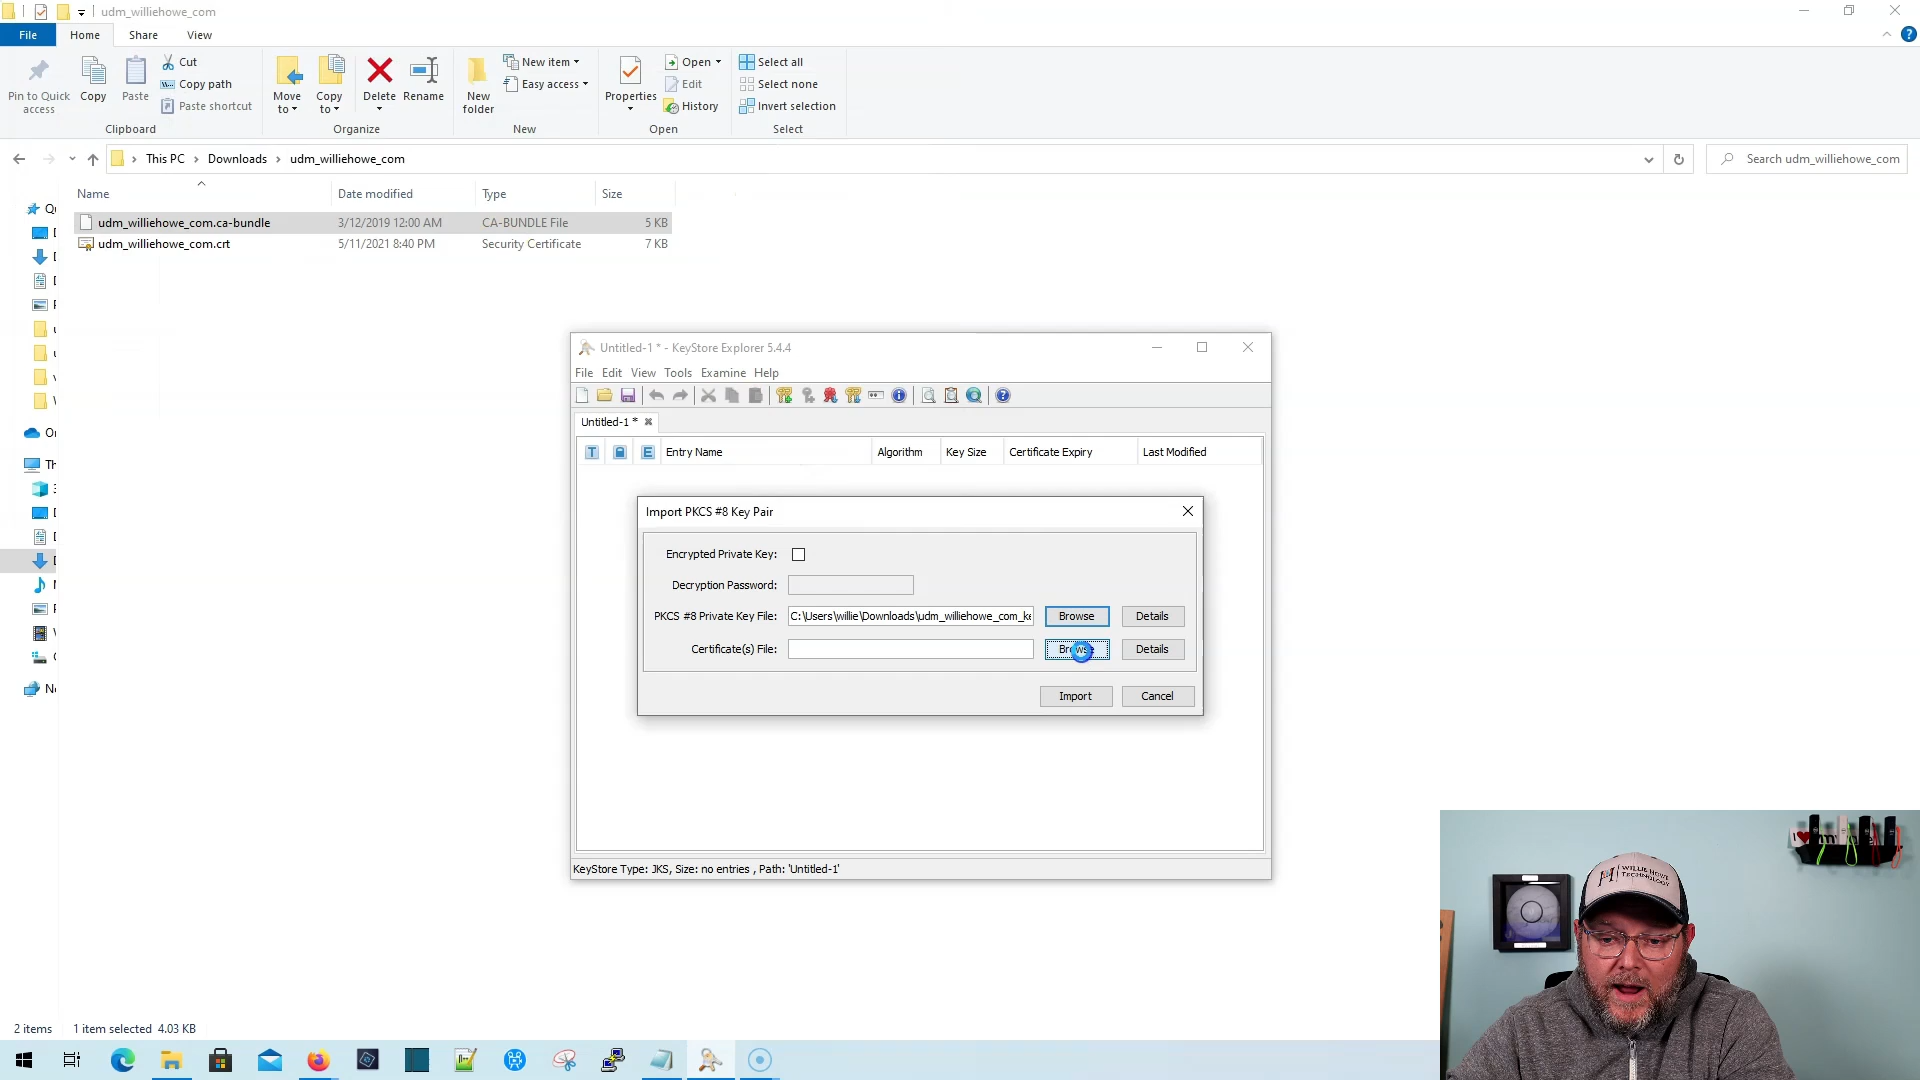 udm_williehowe_com
File
Home
Share
View
Pin to Quick access
Copy
Paste
Cut
Copy path
Paste shortcut
Clipboard
Move to
Copy to
Delete
Rename
Organize
New folder
New item
Easy access
New
Properties
Open
Edit
History
Open
Select all
Select none
Invert selection
Select
This PC > Downloads > udm_williehowe_com
Search udm_williehowe_com
Name
Date modified
Type
Size
udm_williehowe_com.ca-bundle 3/12/2019 12:00 AM CA-BUNDLE File 5 KB
udm_williehowe_com.crt 5/11/2021 8:40 PM Security Certificate 7 KB
Untitled-1 * - KeyStore Explorer 5.4.4
File Edit View Tools Examine Help
Untitled-1 *
T E Entry Name Algorithm Key Size Certificate Expiry Last Modified
Import PKCS #8 Key Pair
Encrypted Private Key:
Decryption Password:
PKCS #8 Private Key File: C:\Users\willie\Downloads\udm_williehowe_com_ke Browse Details
Certificate(s) File: Browse Details
Import Cancel
KeyStore Type: JKS, Size: no entries , Path: 'Untitled-1'
WILLIE HOWE
TECHNOLOGY
2 items 1 item selected 4.03 KB